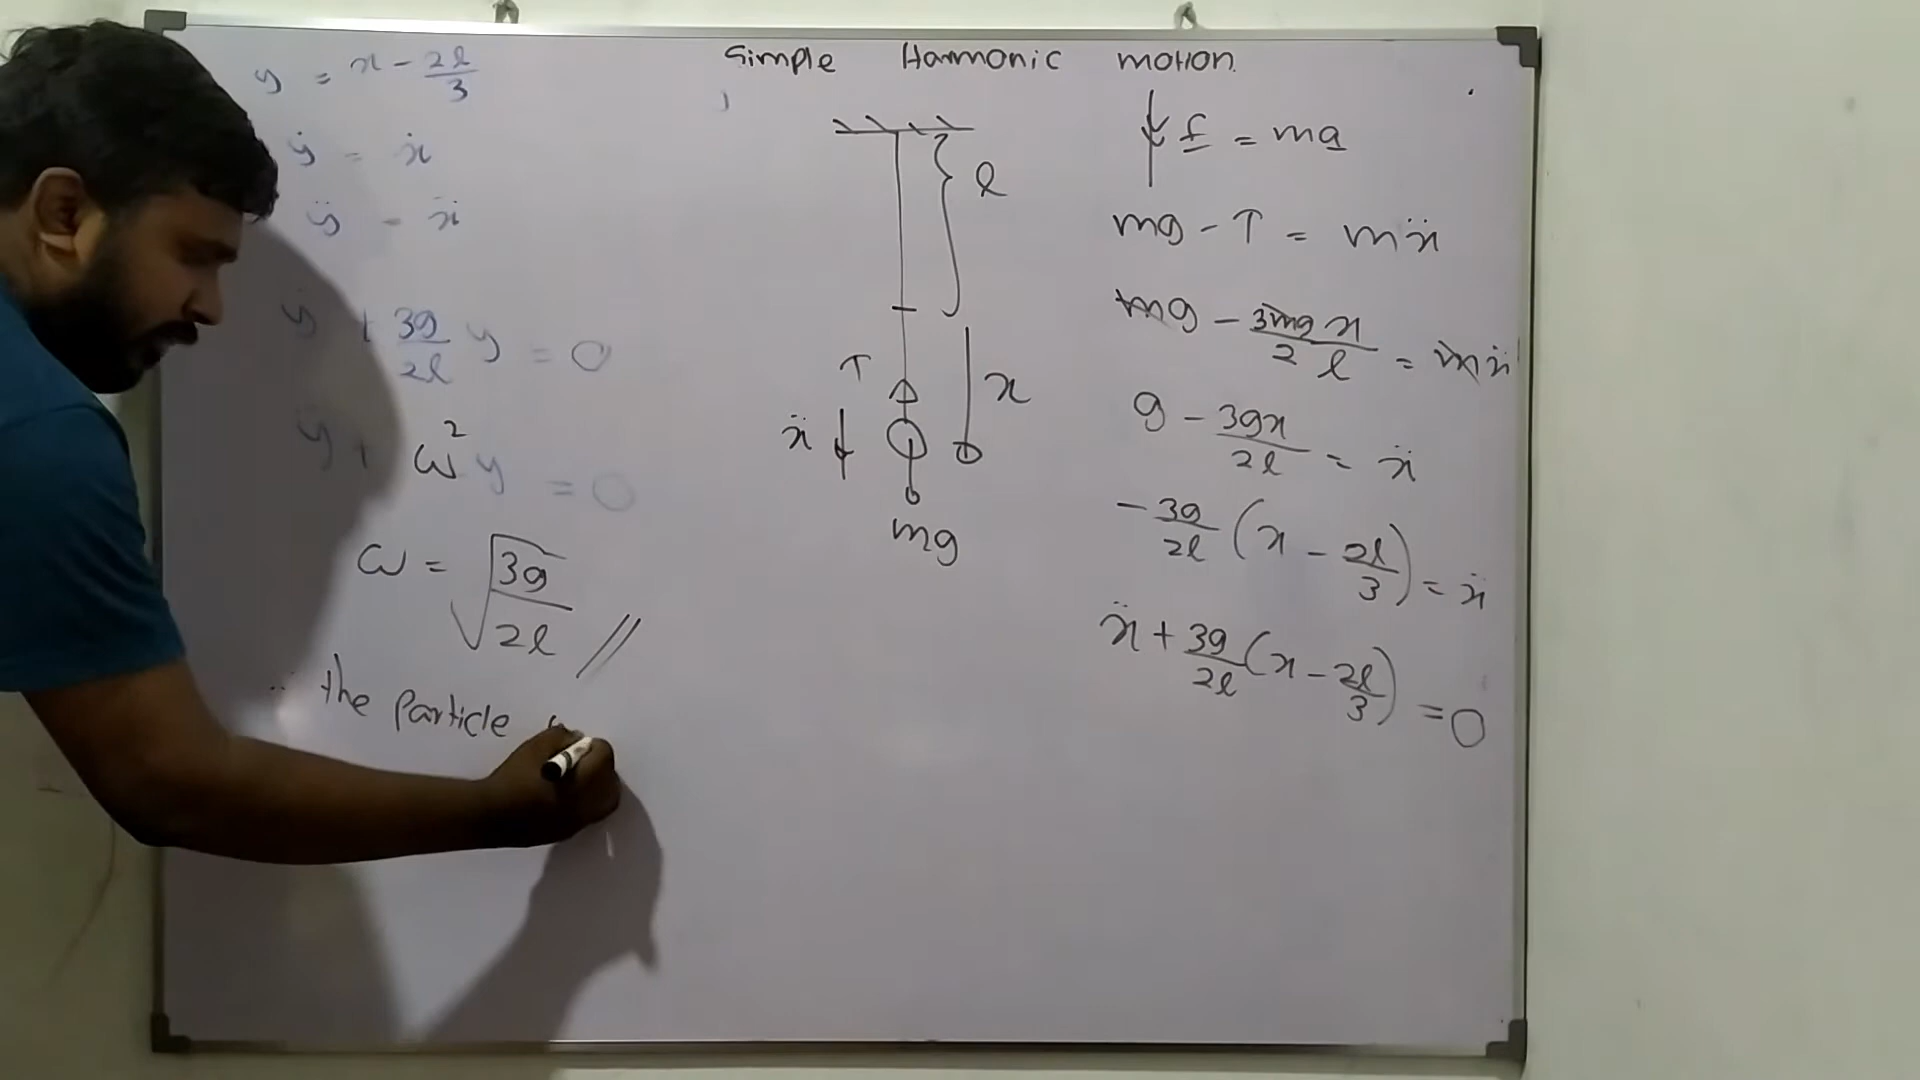 Simple Harmonic motion
y = x - 2l/3
ẏ = ẋ
ÿ = ẍ
ÿ + 3g/2l y = 0
ÿ + ω² y = 0
ω = √(3g/2l) //
∴ the Particle
l
T
x
ẍ
mg
F = ma
mg - T = mẍ
mg - 3mg/2 x/l = mẍ
g - 3gx/2l = ẍ
-3g/2l (x - 2l/3) = ẍ
ẍ + 3g/2l (x - 2l/3) = 0